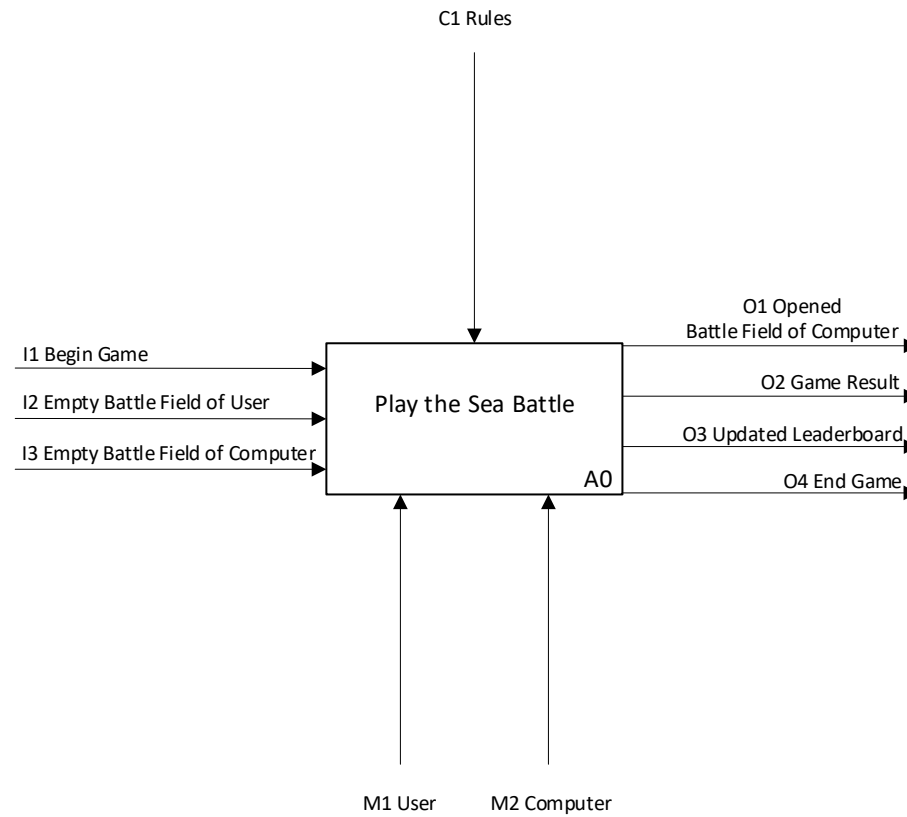 C1 Rules
O1 Opened
Battle Field of Computer
I1 Begin Game
O2 Game Result
I2 Empty Battle Field of User
Play the Sea Battle
O3 Updated Leaderboard
I3 Empty Battle Field of Computer
A0
O4 End Game
M1 User
M2 Computer